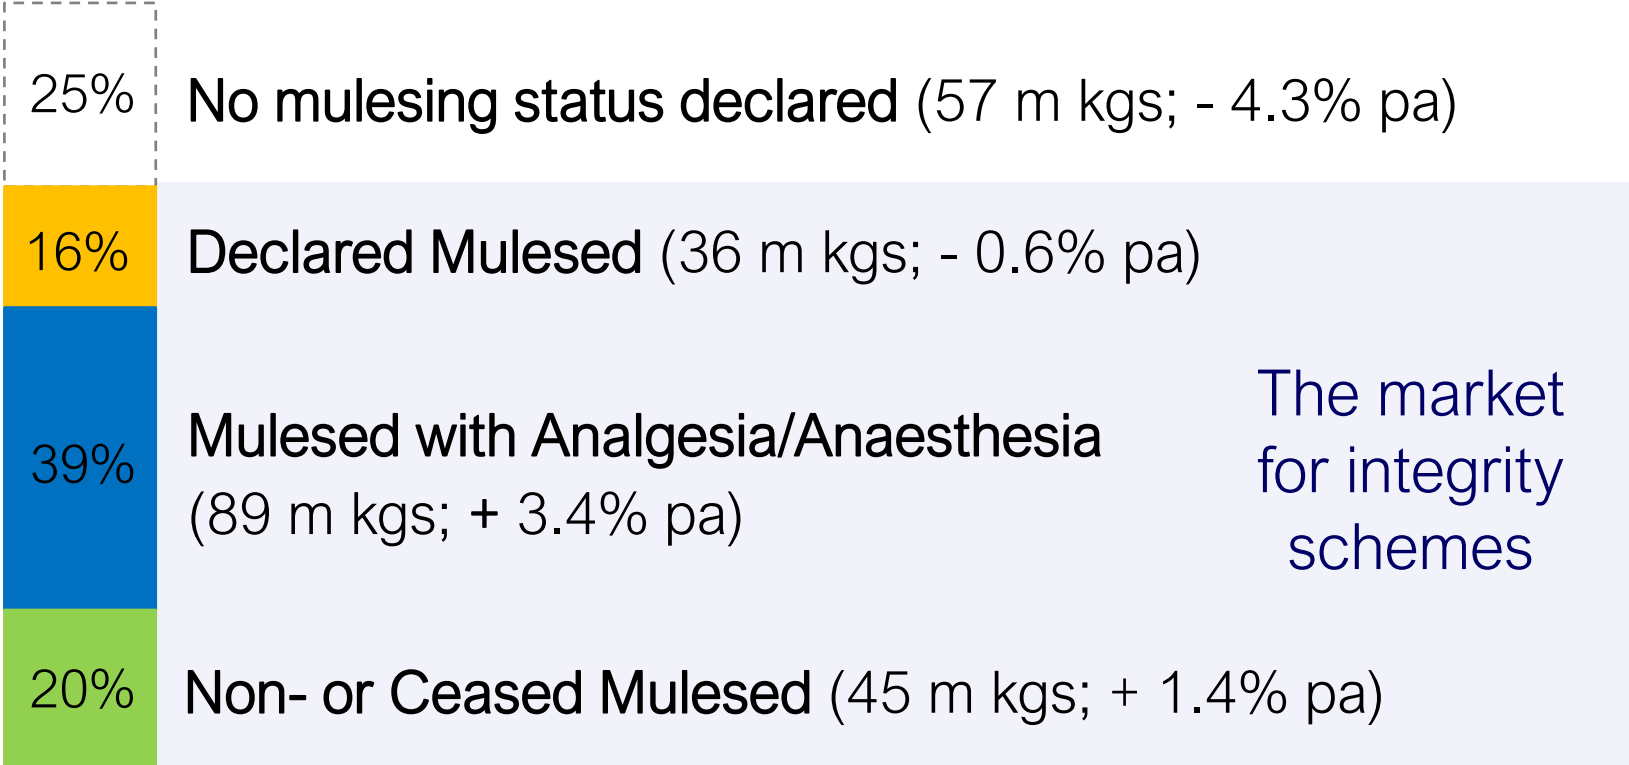 25%
No mulesing status declared (57 m kgs; - 4.3% pa)
16%
Declared Mulesed (36 m kgs; - 0.6% pa)
39%
Mulesed with Analgesia/Anaesthesia
(89 m kgs; + 3.4% pa)
The market
for integrity
schemes
20%
Non- or Ceased Mulesed (45 m kgs; + 1.4% pa)